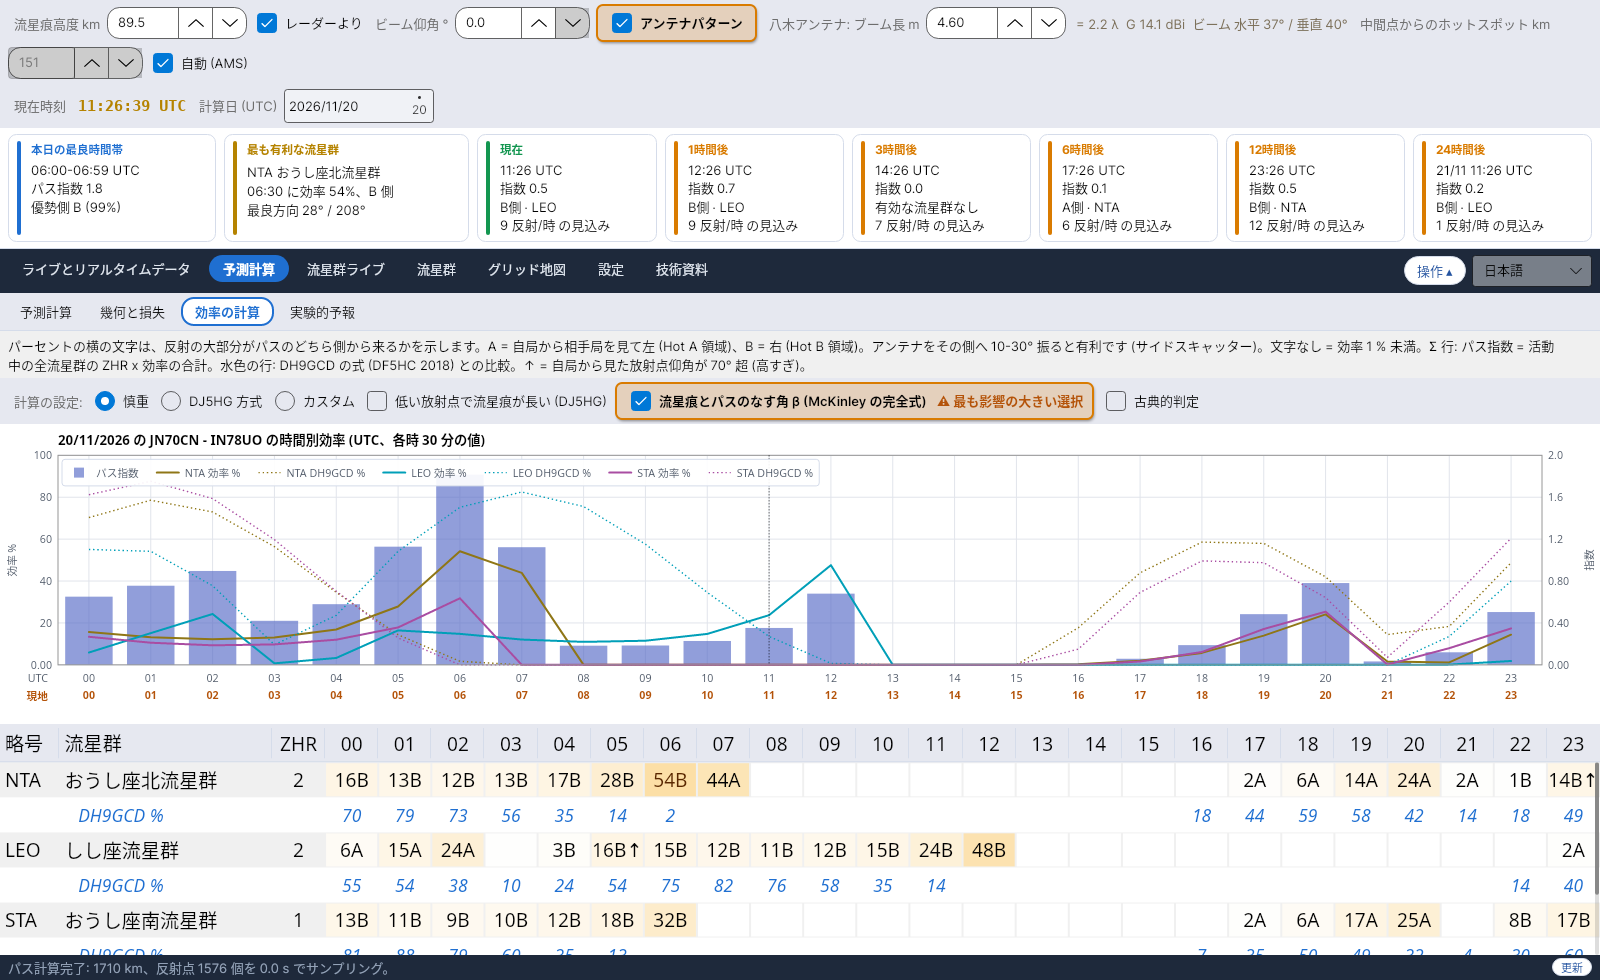 流星痕高度 km 89.5 レーダーより ビーム仰角 ° 0.0 アンテナパターン 八木アンテナ: ブーム長 m 4.60 = 2.2 λ G 14.1 dBi ビーム 水平 37° / 垂直 40° 中間点からのホットスポット km
151 自動 (AMS)
現在時刻 11:26:39 UTC 計算日 (UTC) 2026/11/20 20
本日の最良時間帯
06:00-06:59 UTC
パス指数 1.8
優勢側 B (99%)
最も有利な流星群
NTA おうし座北流星群
06:30 に効率 54%、B 側
最良方向 28° / 208°
現在
11:26 UTC
指数 0.5
B側 · LEO
9 反射/時 の見込み
1時間後
12:26 UTC
指数 0.7
B側 · LEO
9 反射/時 の見込み
3時間後
14:26 UTC
指数 0.0
有効な流星群なし
7 反射/時 の見込み
6時間後
17:26 UTC
指数 0.1
A側 · NTA
6 反射/時 の見込み
12時間後
23:26 UTC
指数 0.5
B側 · NTA
12 反射/時 の見込み
24時間後
21/11 11:26 UTC
指数 0.2
B側 · LEO
1 反射/時 の見込み
ライブとリアルタイムデータ 予測計算 流星群ライブ 流星群 グリッド地図 設定 技術資料 操作 ▴ 日本語
予測計算 幾何と損失 効率の計算 実験的予報
パーセントの横の文字は、反射の大部分がパスのどちら側から来るかを示します。A = 自局から相手局を見て左 (Hot A 領域)、B = 右 (Hot B 領域)。アンテナをその側へ 10-30° 振ると有利です (サイドスキャッター)。文字なし = 効率 1 % 未満。Σ 行: パス指数 = 活動
中の全流星群の ZHR x 効率の合計。水色の行: DH9GCD の式 (DF5HC 2018) との比較。↑ = 自局から見た放射点仰角が 70° 超 (高すぎ)。
計算の設定: 慎重 DJ5HG 方式 カスタム 低い放射点で流星痕が長い (DJ5HG) 流星痕とパスのなす角 β (McKinley の完全式) ⚠ 最も影響の大きい選択 古典的判定
20/11/2026 の JN70CN - IN78UO の時間別効率 (UTC、各時 30 分の値)
パス指数 NTA 効率 % NTA DH9GCD % LEO 効率 % LEO DH9GCD % STA 効率 % STA DH9GCD %
100 80 60 40 20 0.00
効率 %
2.0 1.6 1.2 0.80 0.40 0.00
指数
UTC 00 01 02 03 04 05 06 07 08 09 10 11 12 13 14 15 16 17 18 19 20 21 22 23
現地 00 01 02 03 04 05 06 07 08 09 10 11 12 13 14 15 16 17 18 19 20 21 22 23
略号 流星群 ZHR 00 01 02 03 04 05 06 07 08 09 10 11 12 13 14 15 16 17 18 19 20 21 22 23
NTA おうし座北流星群 2 16B 13B 12B 13B 17B 28B 54B 44A 2A 6A 14A 24A 2A 1B 14B↑
DH9GCD % 70 79 73 56 35 14 2 18 44 59 58 42 14 18 49
LEO しし座流星群 2 6A 15A 24A 3B 16B↑ 15B 12B 11B 12B 15B 24B 48B 2A
DH9GCD % 55 54 38 10 24 54 75 82 76 58 35 14 14 40
STA おうし座南流星群 1 13B 11B 9B 10B 12B 18B 32B 2A 6A 17A 25A 8B 17B
DH9GCD % 81 88 79 60 35 12 7 35 50 49 32 4 30 60
パス計算完了: 1710 km、反射点 1576 個を 0.0 s でサンプリング。 更新